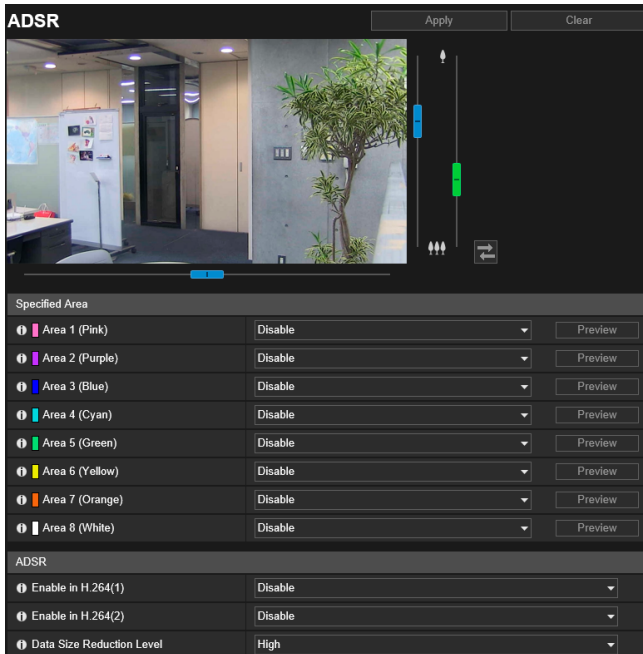 ADSR Apply Clear
Specified Area
Area 1 (Pink) Disable Preview
Area 2 (Purple) Disable Preview
Area 3 (Blue) Disable Preview
Area 4 (Cyan) Disable Preview
Area 5 (Green) Disable Preview
Area 6 (Yellow) Disable Preview
Area 7 (Orange) Disable Preview
Area 8 (White) Disable Preview
ADSR
Enable in H.264(1) Disable
Enable in H.264(2) Disable
Data Size Reduction Level High